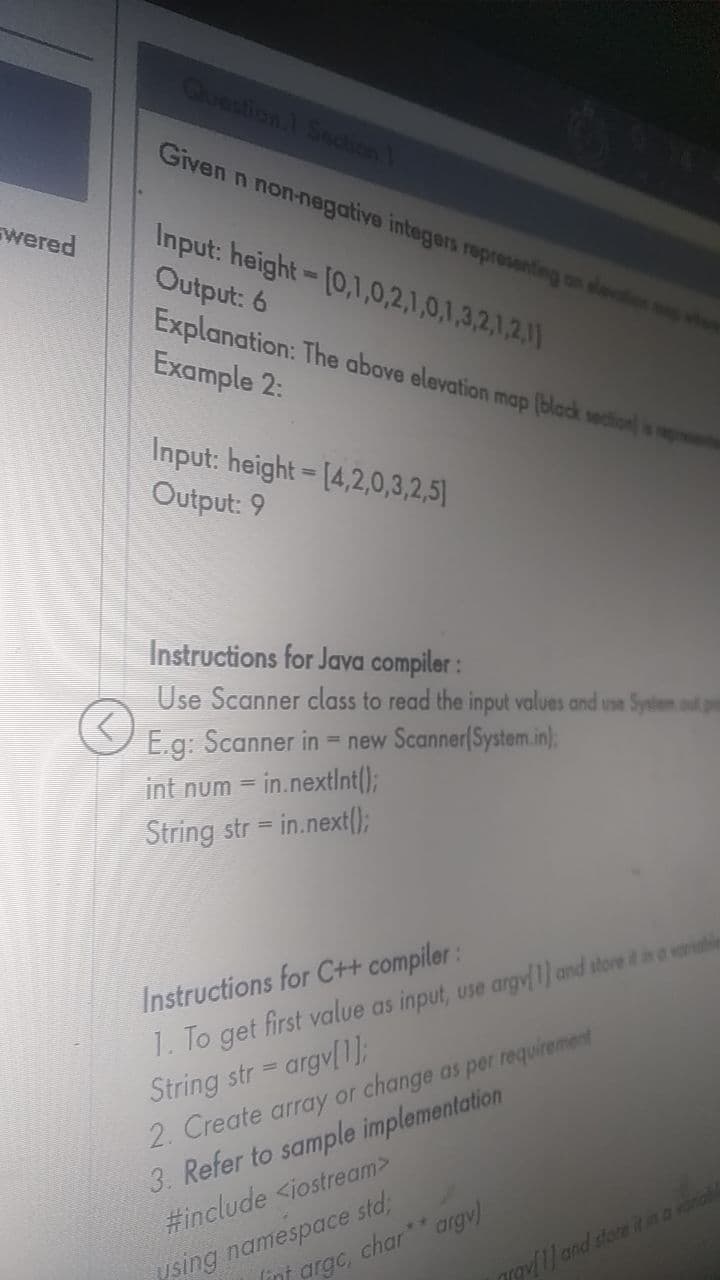 Question.1 Section 1
Given n non-negative integers representing an elevation map where
wered
Input: height = [0,1,0,2,1,0,1,3,2,1,2,1]
Output: 6
Explanation: The above elevation map (black section) is
Example 2:
Input: height = [4,2,0,3,2,5]
Output: 9
Instructions for Java compiler :
Use Scanner class to read the input values and use System.out
E.g: Scanner in = new Scanner(System.in);
int num = in.nextInt();
String str = in.next();
Instructions for C++ compiler :
1. To get first value as input, use argv[1] and store it in a
String str = argv[1];
2. Create array or change as per requirement
3. Refer to sample implementation
#include <iostream>
using namespace std;
(int argc, char** argv)
argv[1] and store it in a